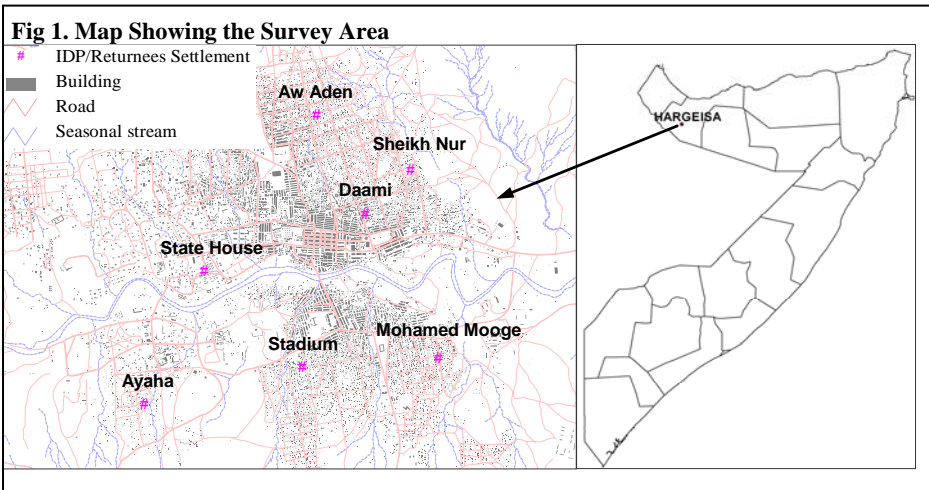 Fig 1. Map Showing the Survey Area
# IDP/Returnees Settlement
Building
Road
Seasonal stream
Aw Aden
#
Sheikh Nur
#
Daami
#
State House
#
Mohamed Mooge
#
Stadium
#
Ayaha
#
HARGEISA